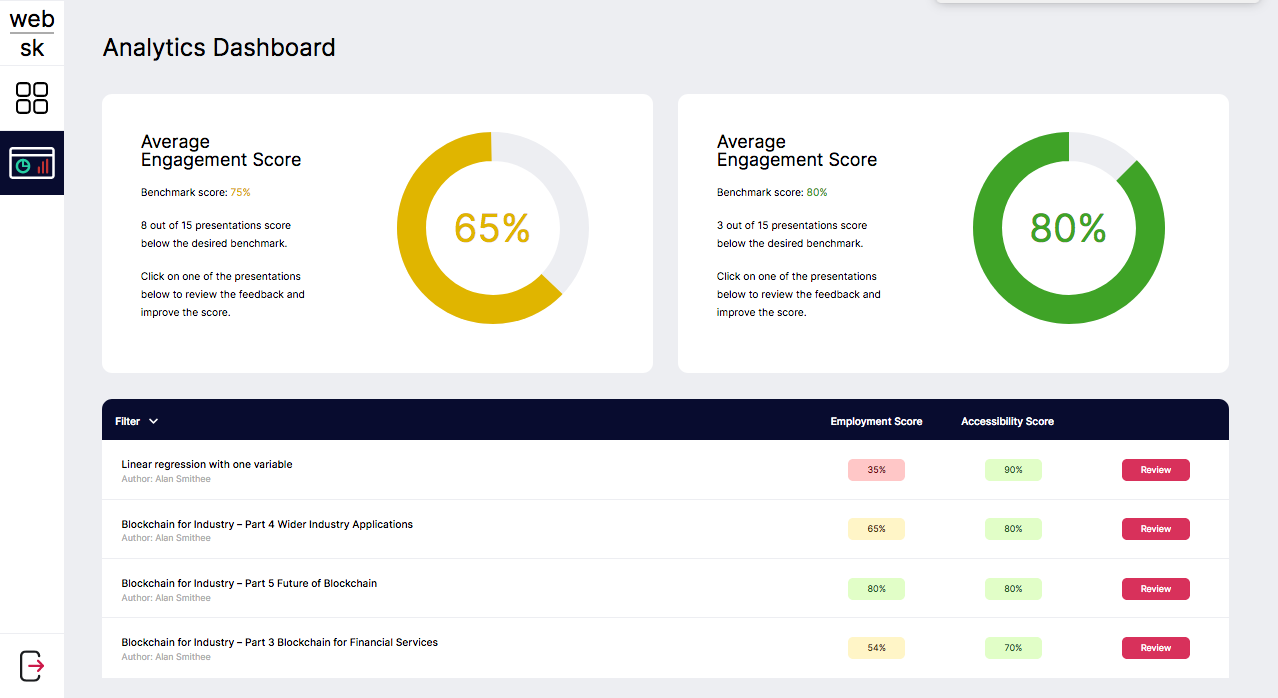 web
sk
Analytics Dashboard
Average
Engagement Score
Benchmark score: 75%
8 out of 15 presentations score
below the desired benchmark.
Click on one of the presentations
below to review the feedback and
improve the score.
65%
Average
Engagement Score
Benchmark score: 80%
3 out of 15 presentations score
below the desired benchmark.
Click on one of the presentations
below to review the feedback and
improve the score.
80%
Filter Employment Score Accessibility Score
Linear regression with one variable
Author: Alan Smithee
35% 90% Review
Blockchain for Industry – Part 4 Wider Industry Applications
Author: Alan Smithee
65% 80% Review
Blockchain for Industry – Part 5 Future of Blockchain
Author: Alan Smithee
80% 80% Review
Blockchain for Industry – Part 3 Blockchain for Financial Services
Author: Alan Smithee
54% 70% Review